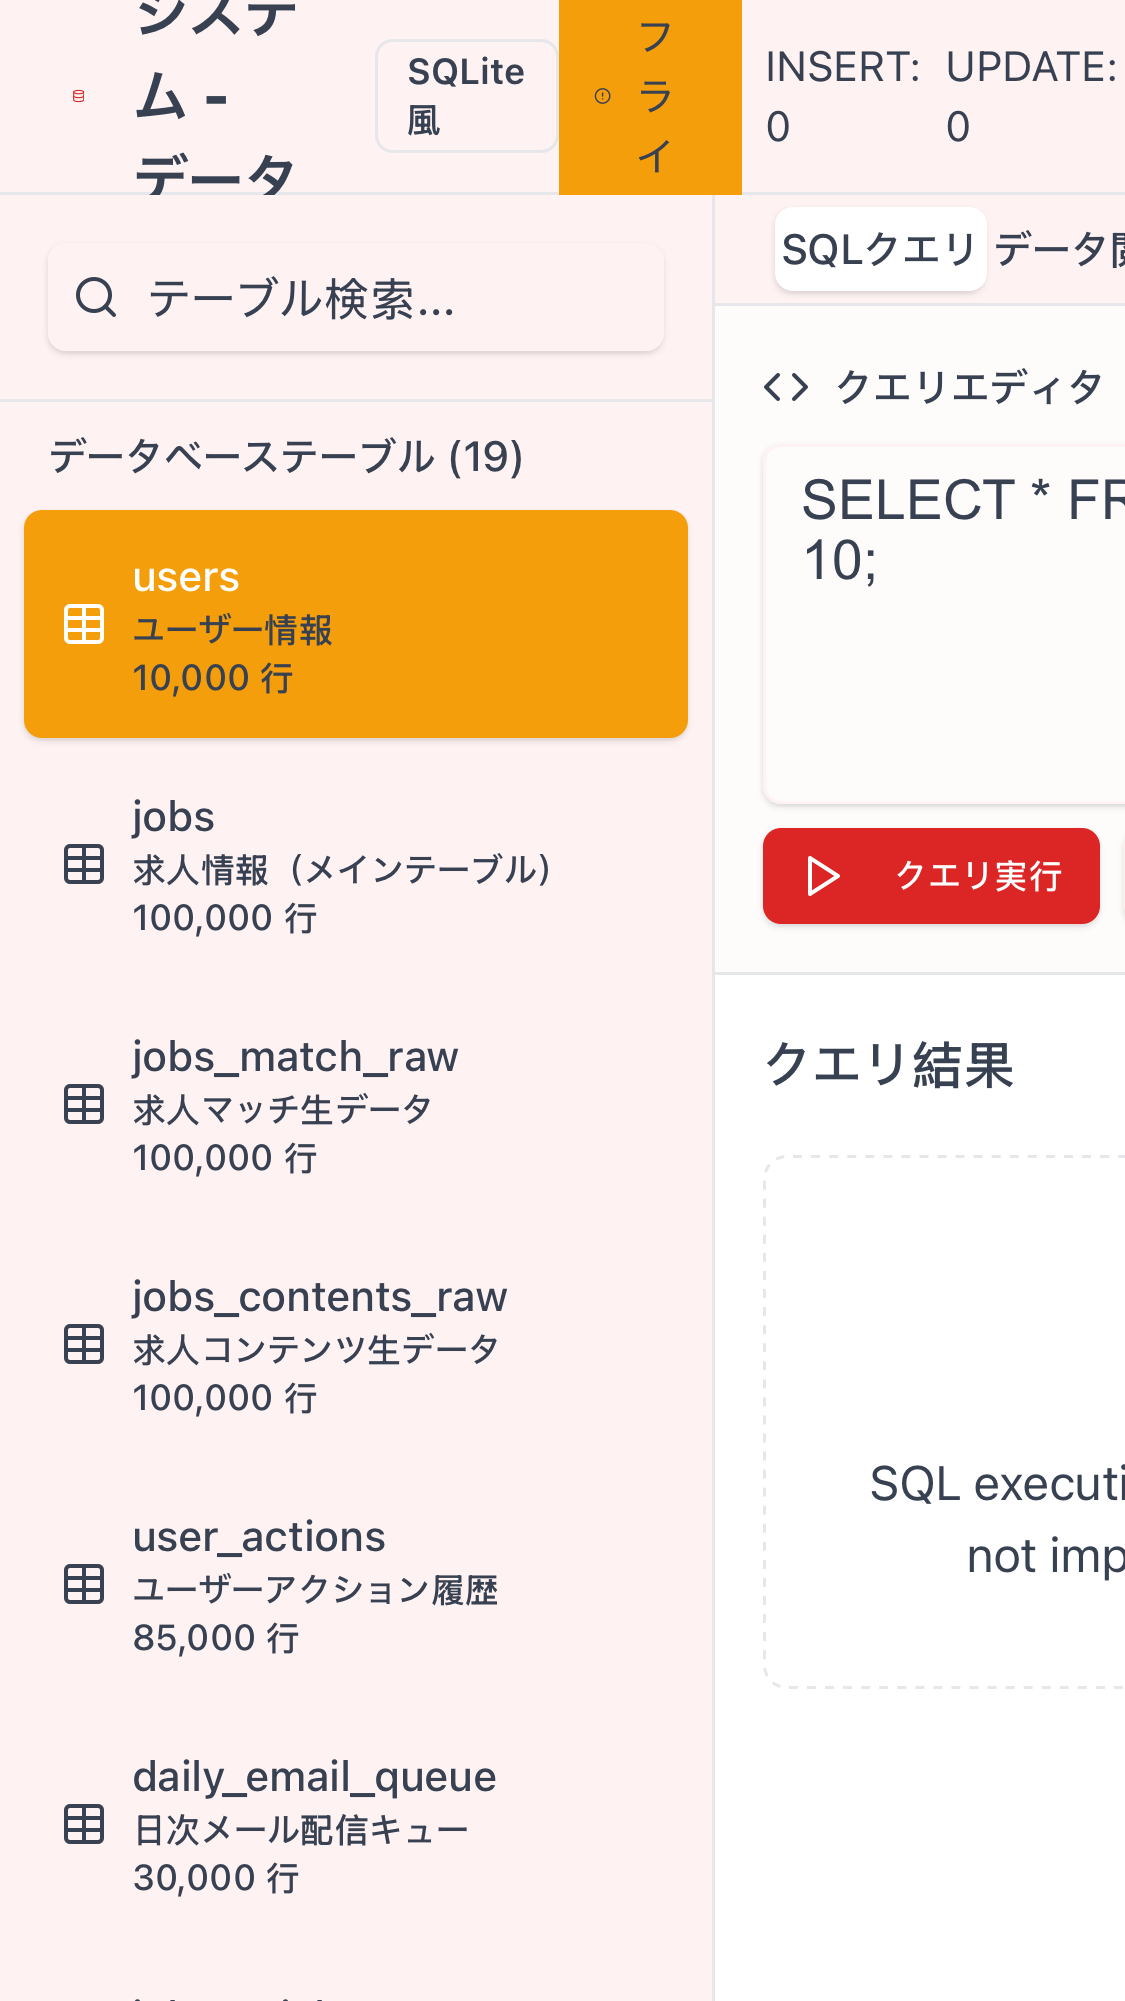 システ
ム -
データ
SQLite
風
フ
ラ
イ
INSERT:
0
UPDATE:
0
テーブル検索...
SQLクエリ
データ
データベーステーブル (19)
クエリエディタ
SELECT * FR
10;
users
ユーザー情報
10,000 行
jobs
求人情報（メインテーブル）
100,000 行
クエリ実行
jobs_match_raw
求人マッチ生データ
100,000 行
クエリ結果
jobs_contents_raw
求人コンテンツ生データ
100,000 行
SQL executi
not imp
user_actions
ユーザーアクション履歴
85,000 行
daily_email_queue
日次メール配信キュー
30,000 行